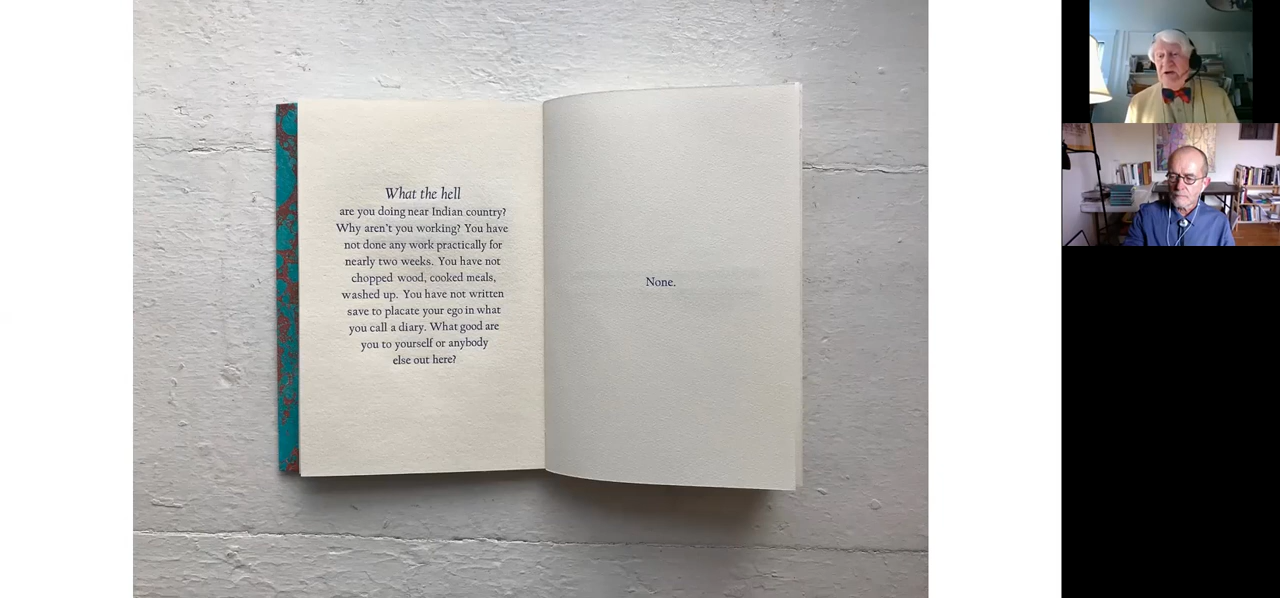 What the hell
are you doing near Indian country?
Why aren't you working? You have
not done any work practically for
nearly two weeks. You have not
chopped wood, cooked meals,
washed up. You have not written
save to placate your ego in what
you call a diary. What good are
you to yourself or anybody
else out here?
None.